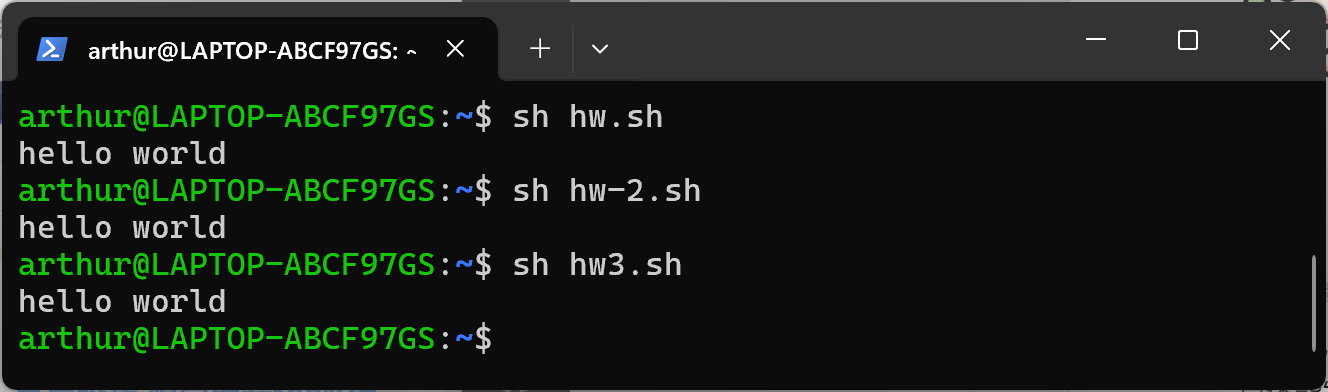 arthur@LAPTOP-ABCF97GS: ~
arthur@LAPTOP-ABCF97GS:~$ sh hw.sh
hello world
arthur@LAPTOP-ABCF97GS:~$ sh hw-2.sh
hello world
arthur@LAPTOP-ABCF97GS:~$ sh hw3.sh
hello world
arthur@LAPTOP-ABCF97GS:~$